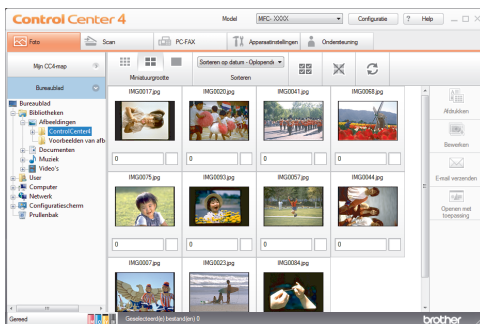 Control Center 4
Model
MFC- XXXX
Configuratie
? Help
Foto
Scan
PC-FAX
Apparaatinstellingen
Ondersteuning
Mijn CC4-map
Bureaublad
Miniatuurgrootte
Sorteren op datum - Oplopend
Sorteren
Bureaublad
Bibliotheken
Afbeeldingen
ControlCenter4
Voorbeelden van afb
Documenten
Muziek
Video's
User
Computer
Netwerk
Configuratiescherm
Prullenbak
IMG0017.jpg
IMG0020.jpg
IMG0041.jpg
IMG0068.jpg
0
0
0
0
IMG0075.jpg
IMG0093.jpg
IMG0057.jpg
IMG0044.jpg
0
0
0
0
IMG0007.jpg
IMG0023.jpg
IMG0084.jpg
Afdrukken
Bewerken
E-mail verzenden
Openen met
toepassing
Gereed
Geselecteerd(e) bestand(en) 0
brother